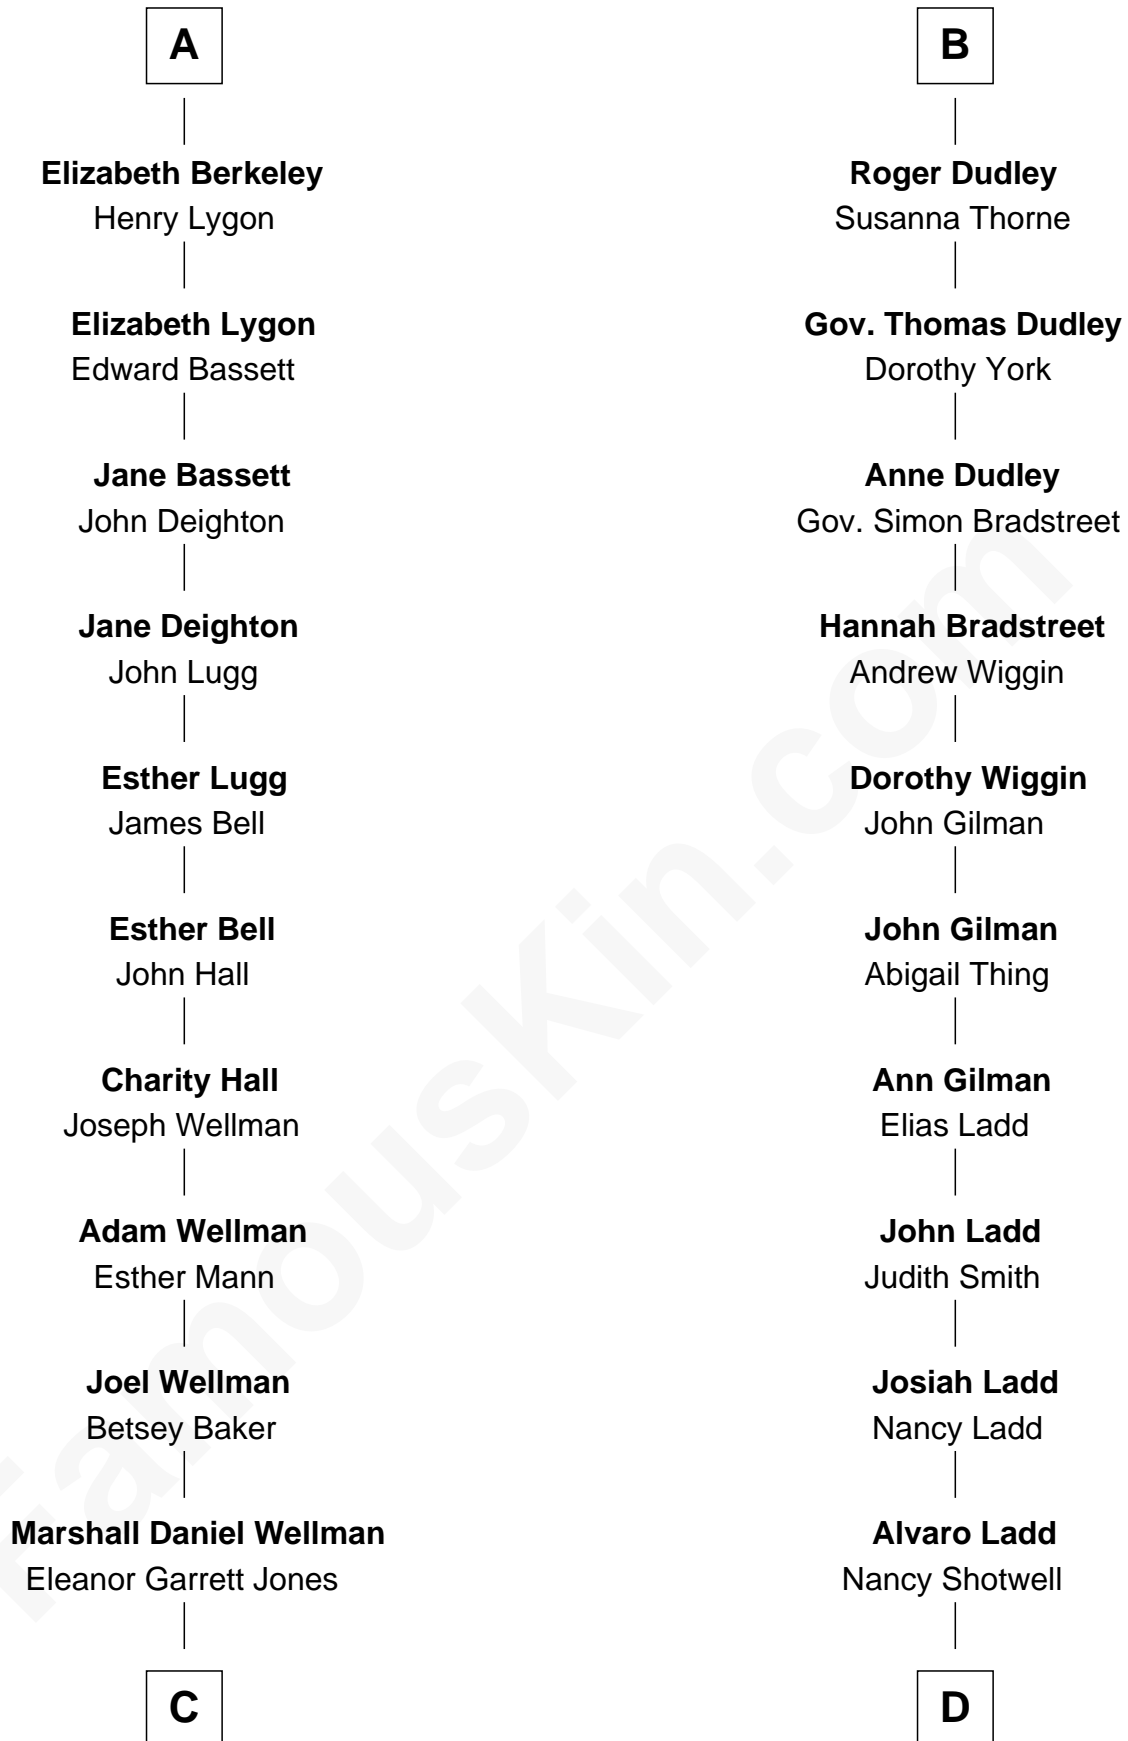 A
Elizabeth Berkeley
Henry Lygon
Elizabeth Lygon
Edward Bassett
Jane Bassett
John Deighton
Jane Deighton
John Lugg
Esther Lugg
James Bell
Esther Bell
John Hall
Charity Hall
Joseph Wellman
Adam Wellman
Esther Mann
Joel Wellman
Betsey Baker
Marshall Daniel Wellman
Eleanor Garrett Jones
C
B
Roger Dudley
Susanna Thorne
Gov. Thomas Dudley
Dorothy York
Anne Dudley
Gov. Simon Bradstreet
Hannah Bradstreet
Andrew Wiggin
Dorothy Wiggin
John Gilman
John Gilman
Abigail Thing
Ann Gilman
Elias Ladd
John Ladd
Judith Smith
Josiah Ladd
Nancy Ladd
Alvaro Ladd
Nancy Shotwell
D
FamousKin.com